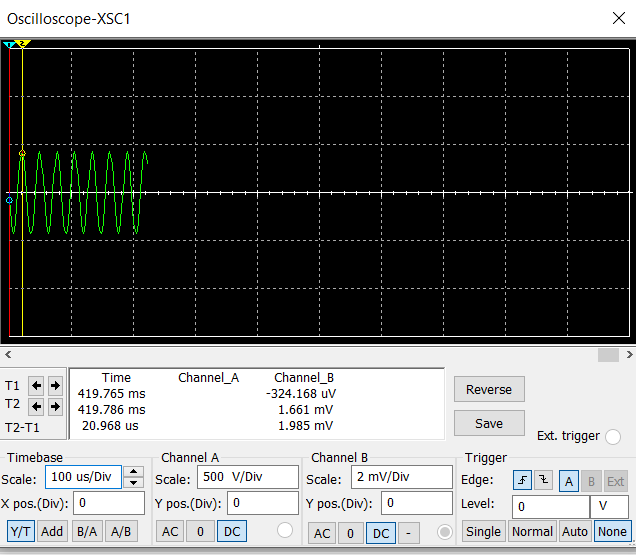 Oscilloscope-XSC1
1 2
Time Channel_A Channel_B
T1 419.765 ms -324.168 uV
T2 419.786 ms 1.661 mV
T2-T1 20.968 us 1.985 mV
Reverse
Save
Ext. trigger
Timebase
Scale: 100 us/Div
X pos.(Div): 0
Y/T Add B/A A/B
Channel A
Scale: 500 V/Div
Y pos.(Div): 0
AC 0 DC
Channel B
Scale: 2 mV/Div
Y pos.(Div): 0
AC 0 DC -
Trigger
Edge: A B Ext
Level: 0 V
Single Normal Auto None